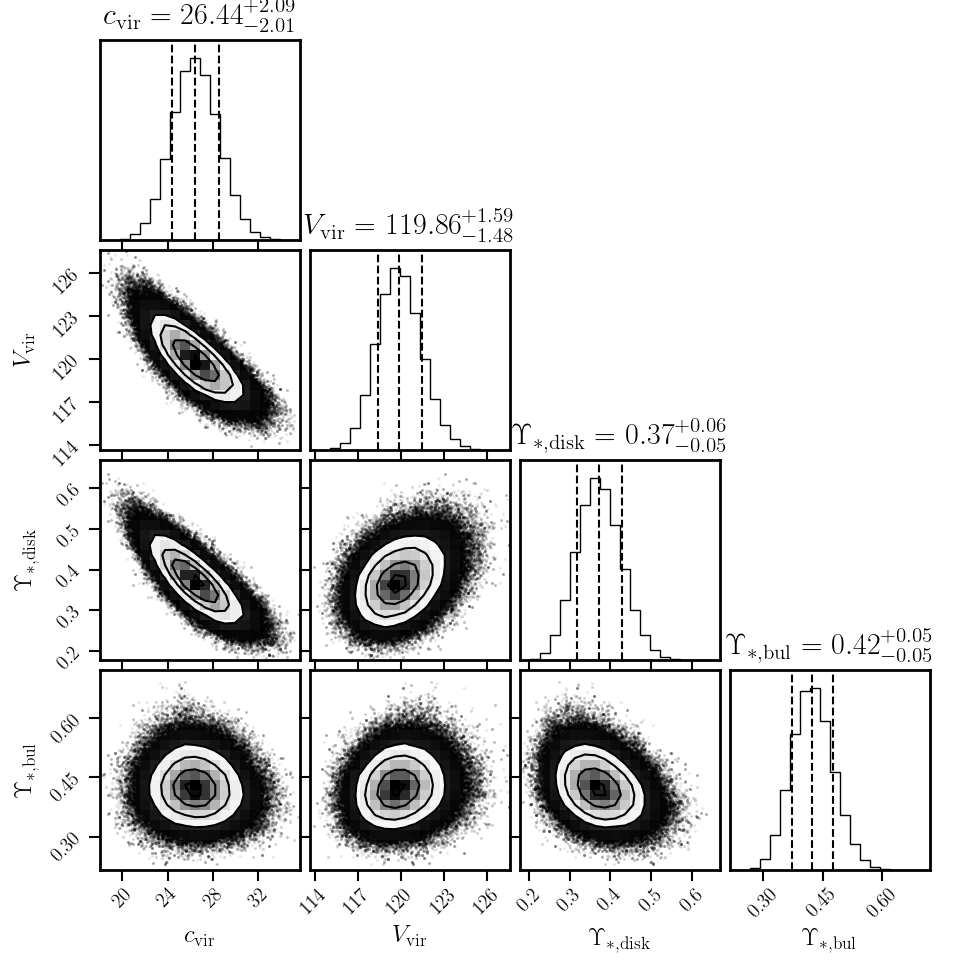 c_vir = 26.44^{+2.09}_{-2.01}
V_vir = 119.86^{+1.59}_{-1.48}
126
123
120
117
114
V_vir
Υ_{*,disk} = 0.37^{+0.06}_{-0.05}
0.6
0.5
0.4
0.3
0.2
Υ_{*,disk}
Υ_{*,bul} = 0.42^{+0.05}_{-0.05}
0.60
0.45
0.30
Υ_{*,bul}
20 24 28 32
114 117 120 123 126
0.2 0.3 0.4 0.5 0.6
0.30 0.45 0.60
c_vir
V_vir
Υ_{*,disk}
Υ_{*,bul}